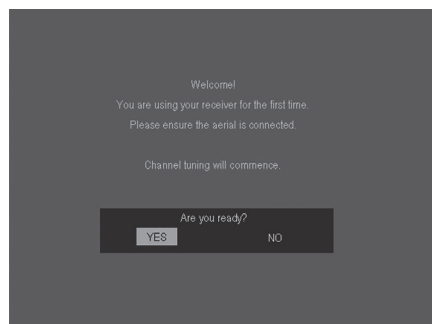 Welcome!
You are using your receiver for the first time.
Please ensure the aerial is connected.
Channel tuning will commence.
Are you ready?
YES NO